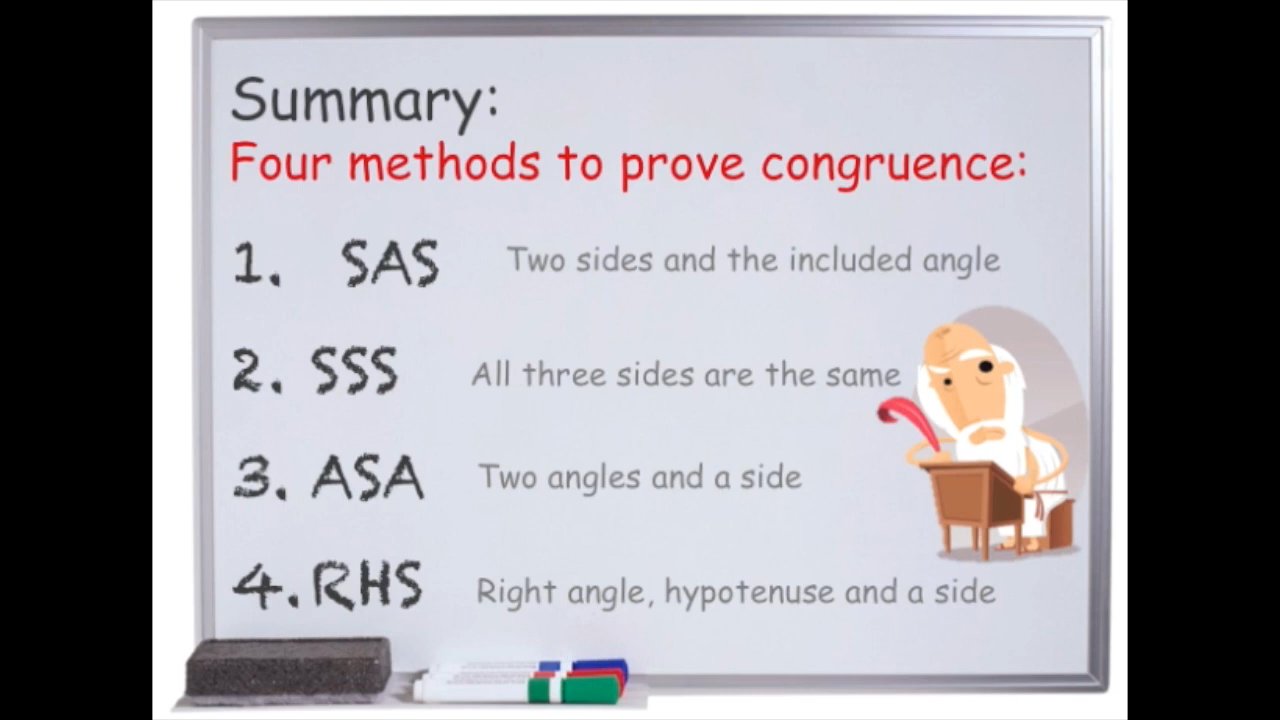 Summary:
Four methods to prove congruence:
1. SAS Two sides and the included angle
2. SSS All three sides are the same
3. ASA Two angles and a side
4. RHS Right angle, hypotenuse and a side